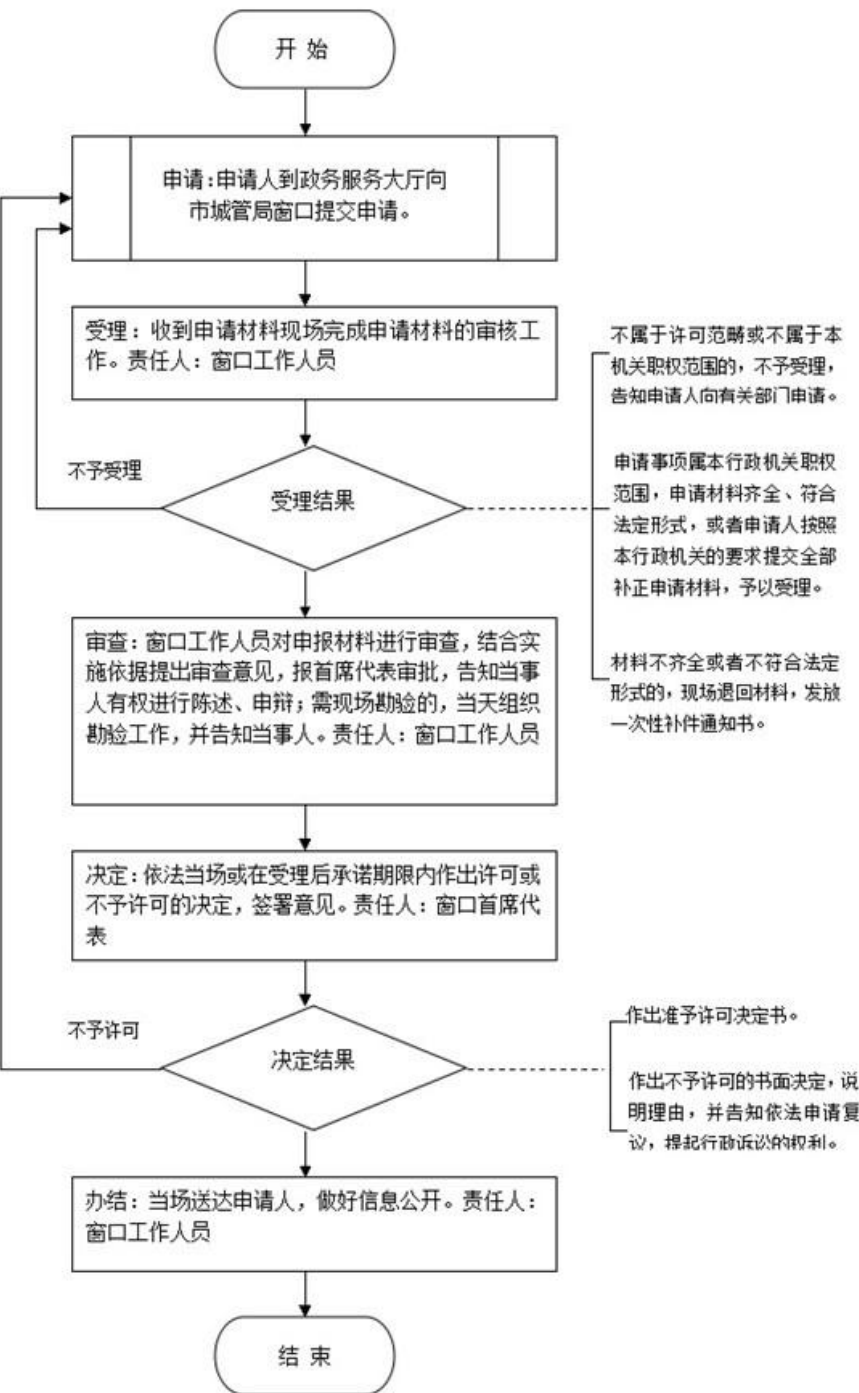 开 始
申请:申请人到政务服务大厅向
市城管局窗口提交申请。
受理：收到申请材料现场完成申请材料的审核工
作。责任人：窗口工作人员
不属于许可范畴或不属于本
机关职权范围的，不予受理，
告知申请人向有关部门申请。
不予受理
受理结果
申请事项属本行政机关职权
范围，申请材料齐全、符合
法定形式，或者申请人按照
本行政机关的要求提交全部
补正申请材料，予以受理。
材料不齐全或者不符合法定
形式的，现场退回材料，发放
一次性补件通知书。
审查：窗口工作人员对申报材料进行审查，结合实
施依据提出审查意见，报首席代表审批，告知当事
人有权进行陈述、申辩；需现场勘验的，当天组织
勘验工作，并告知当事人。责任人：窗口工作人员
决定：依法当场或在受理后承诺期限内作出许可或
不予许可的决定，签署意见。责任人：窗口首席代
表
不予许可
决定结果
作出准予许可决定书。
作出不予许可的书面决定，说
明理由，并告知依法申请复
议，提起行政诉讼的权利。
办结：当场送达申请人，做好信息公开。责任人：
窗口工作人员
结 束